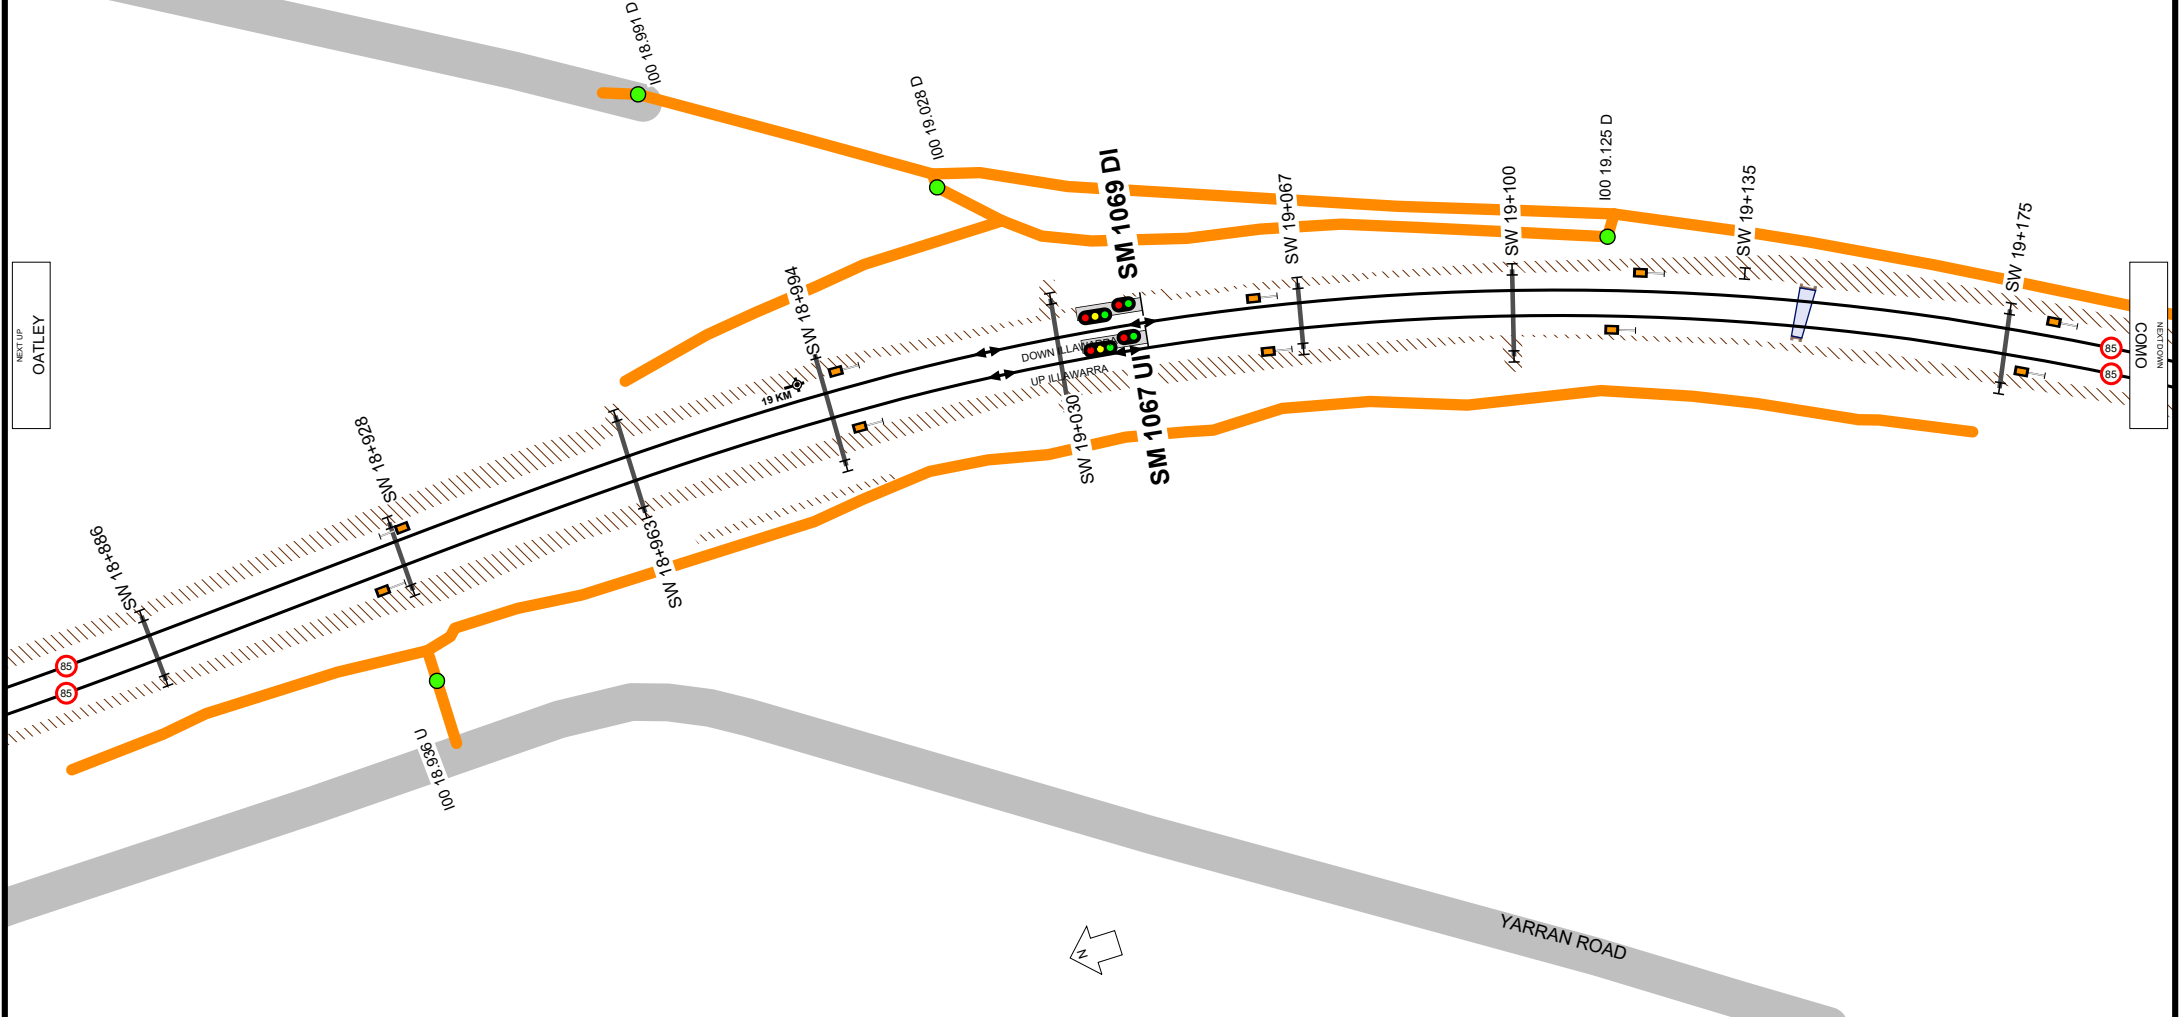 I00 18.991 D
I00 19.028 D
SM 1069 DI
SW 19+067
SW 19+100
I00 19.125 D
SW 19+135
SW 19+175
NEXT UP
OATLEY
SW 18+994
19 KM
DOWN ILLAWARRA
UP ILLAWARRA
SW 19+030
SM 1067 UI
85
85
COMO
NEXT DOWN
SW 18+928
SW 18+963
SW 18+886
85
85
I00 18.936 U
YARRAN ROAD
N